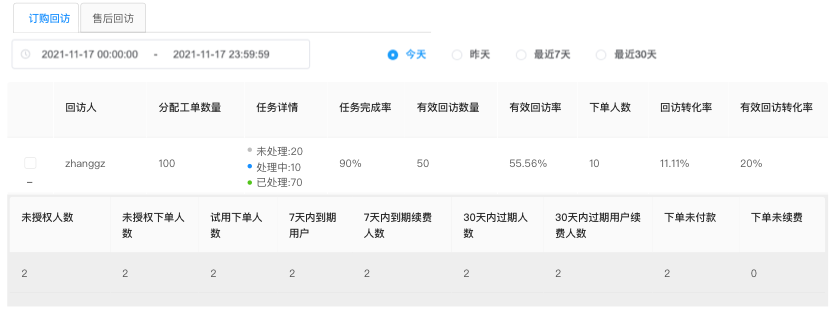 订购回访 售后回访
2021-11-17 00:00:00 - 2021-11-17 23:59:59 今天 昨天 最近7天 最近30天
回访人 分配工单数量 任务详情 任务完成率 有效回访数量 有效回访率 下单人数 回访转化率 有效回访转化率
未处理:20
zhanggz 100 处理中:10 90% 50 55.56% 10 11.11% 20%
已处理:70
未授权人数 未授权下单人数 试用下单人数 7天内到期用户 7天内到期续费人数 30天内过期人数 30天内过期用户续费人数 下单未付款 下单未续费
2 2 2 2 2 2 2 2 0